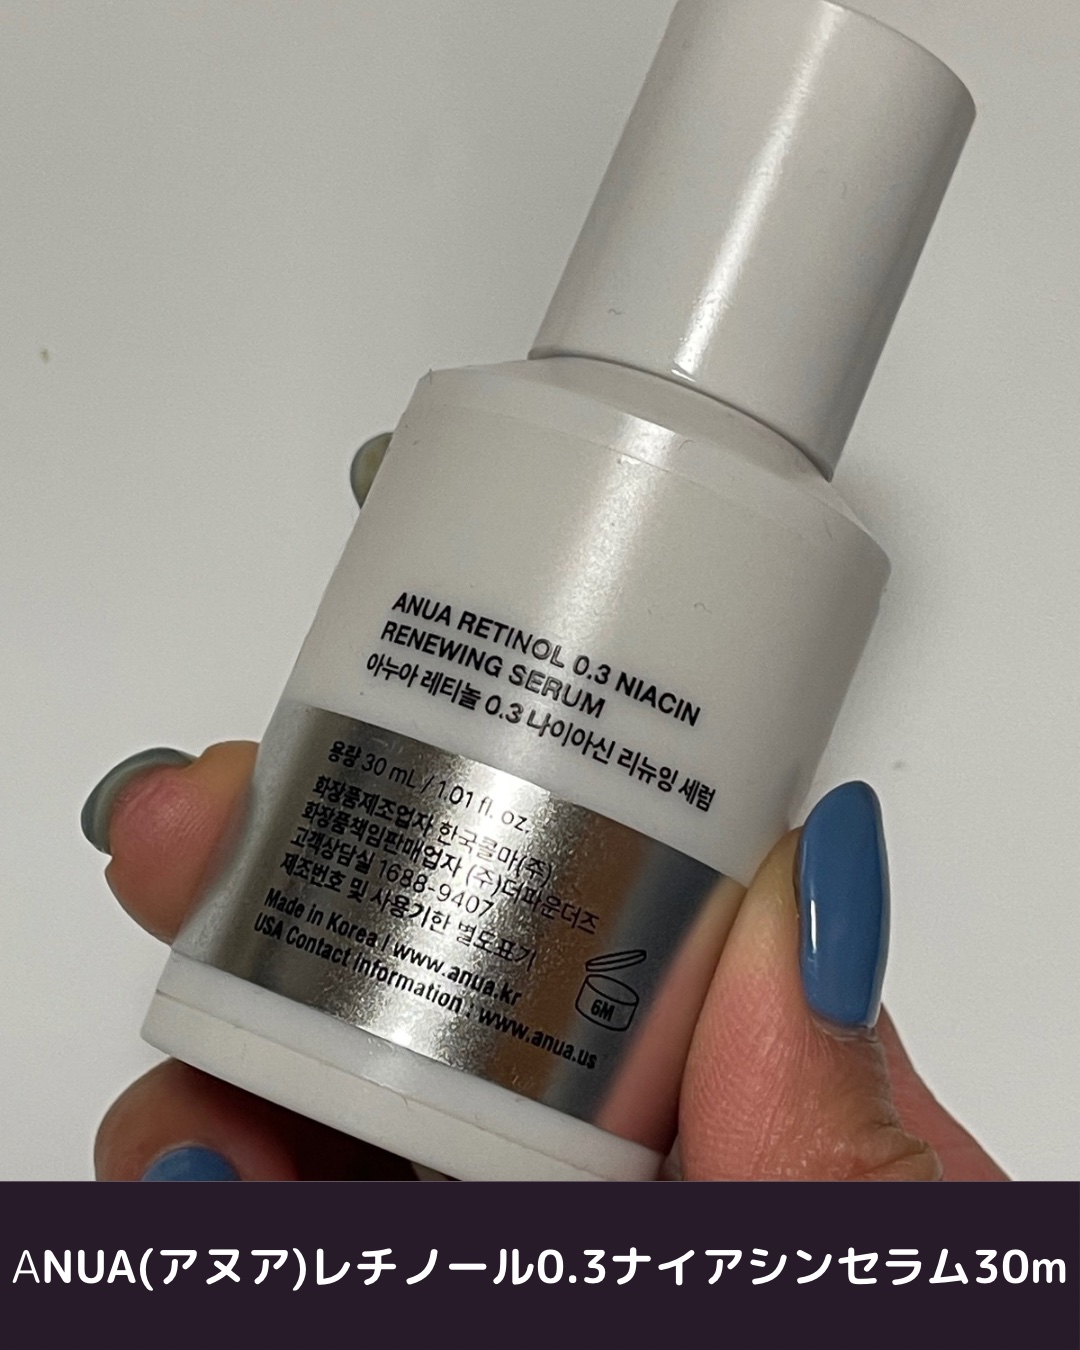 ANUA RETINOL 0.3 NIACIN
RENEWING SERUM
아누아 레티놀 0.3 나이아신 리뉴잉 세럼
용량 30 mL / 1.01 fl. oz.
화장품제조업자 한국콜마(주)
화장품책임판매업자 (주)더파운더즈
고객상담실 1688-9407
제조번호 및 사용기한 별도표기
Made in Korea / www.anua.kr
USA Contact information : www.anua.us
6M
ANUA(アヌア)レチノール0.3ナイアシンセラム30m